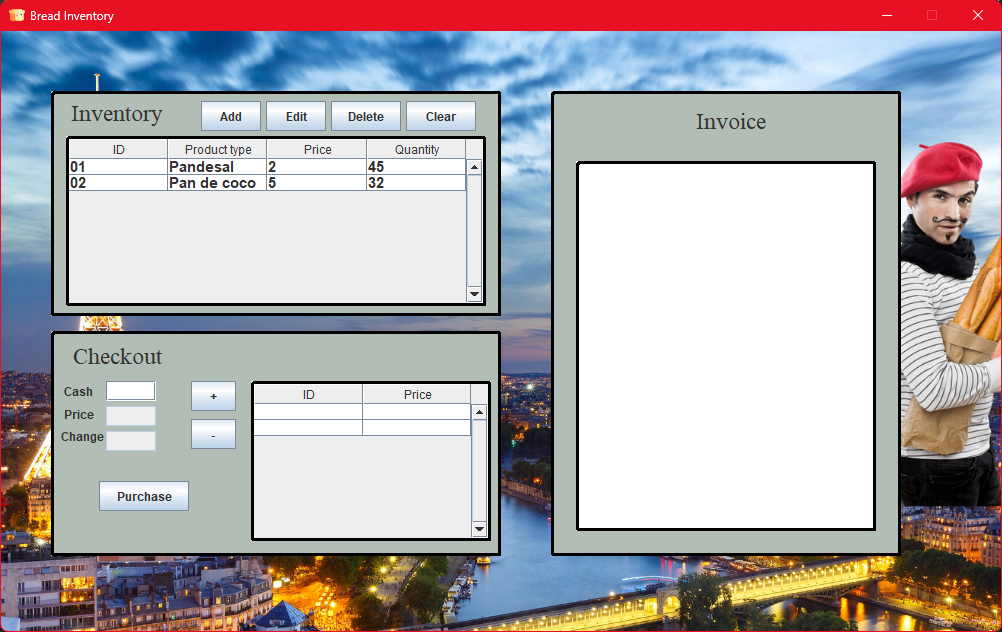 Bread Inventory
Inventory Add Edit Delete Clear
ID Product type Price Quantity
01 Pandesal 2 45
02 Pan de coco 5 32
Checkout
Cash
Price
Change
+
-
Purchase
ID Price
Invoice